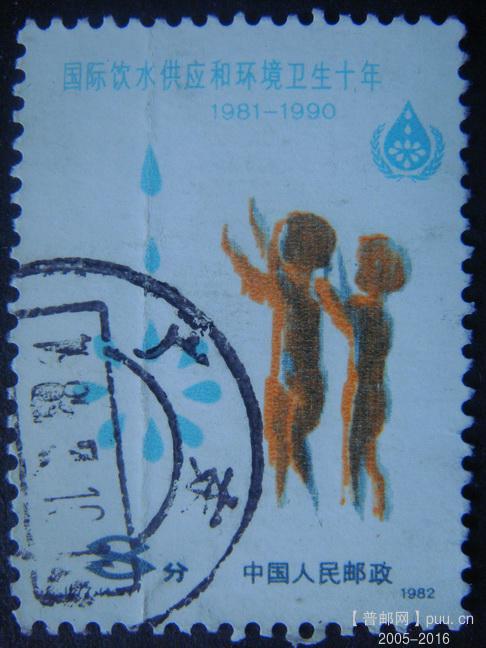 国际饮水供应和环境卫生十年
1981-1990
8分
中国人民邮政
1982
【普邮网】puu.cn
2005-2016